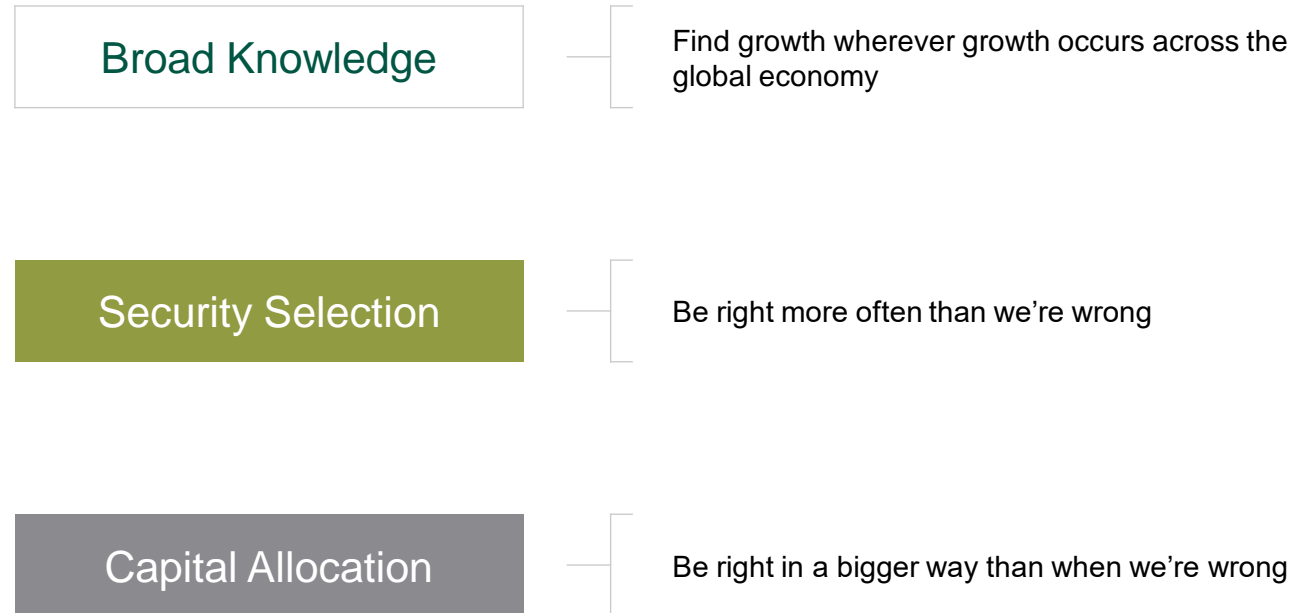 Broad Knowledge
Find growth wherever growth occurs across the
global economy
Security Selection
Be right more often than we’re wrong
Capital Allocation
Be right in a bigger way than when we’re wrong